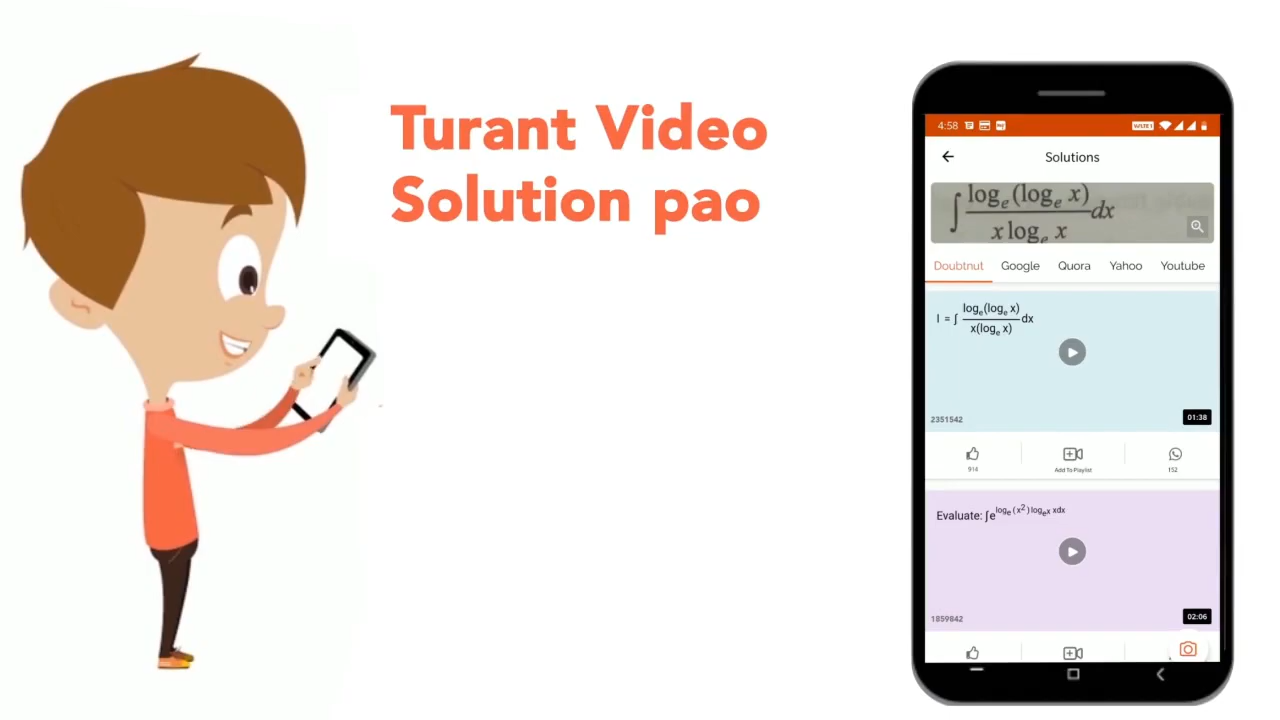 Turant Video
Solution pao
4:58
Solutions
∫ logₑ(logₑ x) / x logₑ x dx
Doubtnut Google Quora Yahoo Youtube
I = ∫ logₑ(logₑ x) / x(logₑ x) dx
2351542 01:38
914 Add To Playlist 152
Evaluate: ∫e^logₑ(x²)logₑx xdx
1859842 02:06